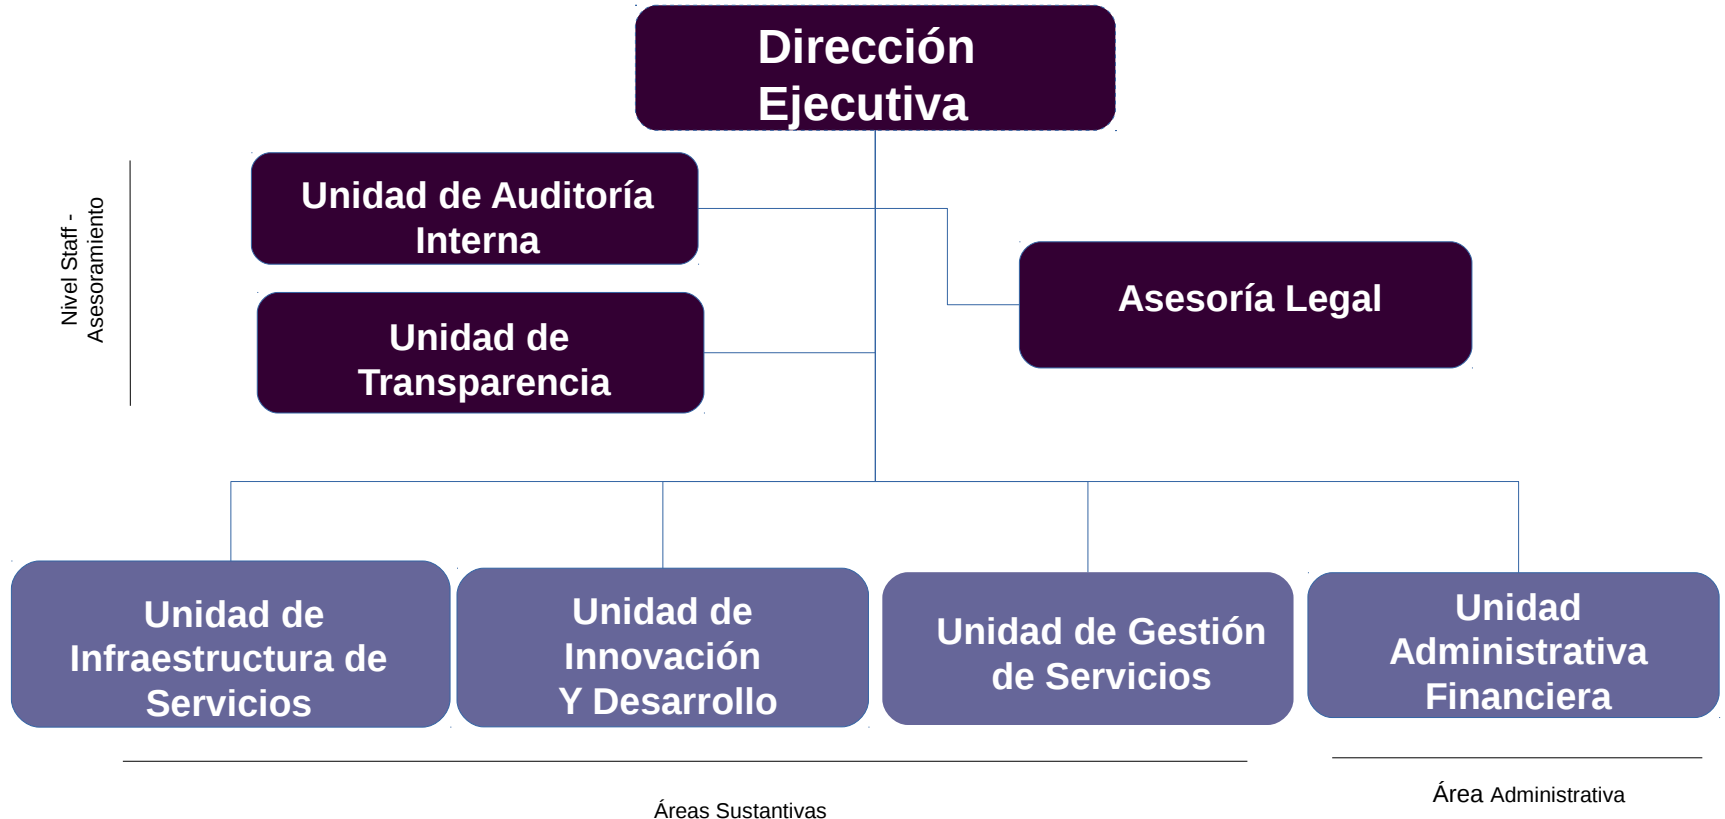 Dirección
Ejecutiva
Nivel Staff -
Asesoramiento
Unidad de Auditoría
Interna
Asesoría Legal
Unidad de
Transparencia
Unidad de
Infraestructura de
Servicios
Unidad de
Innovación
Y Desarrollo
Unidad de Gestión
de Servicios
Unidad
Administrativa
Financiera
Áreas Sustantivas
Área Administrativa